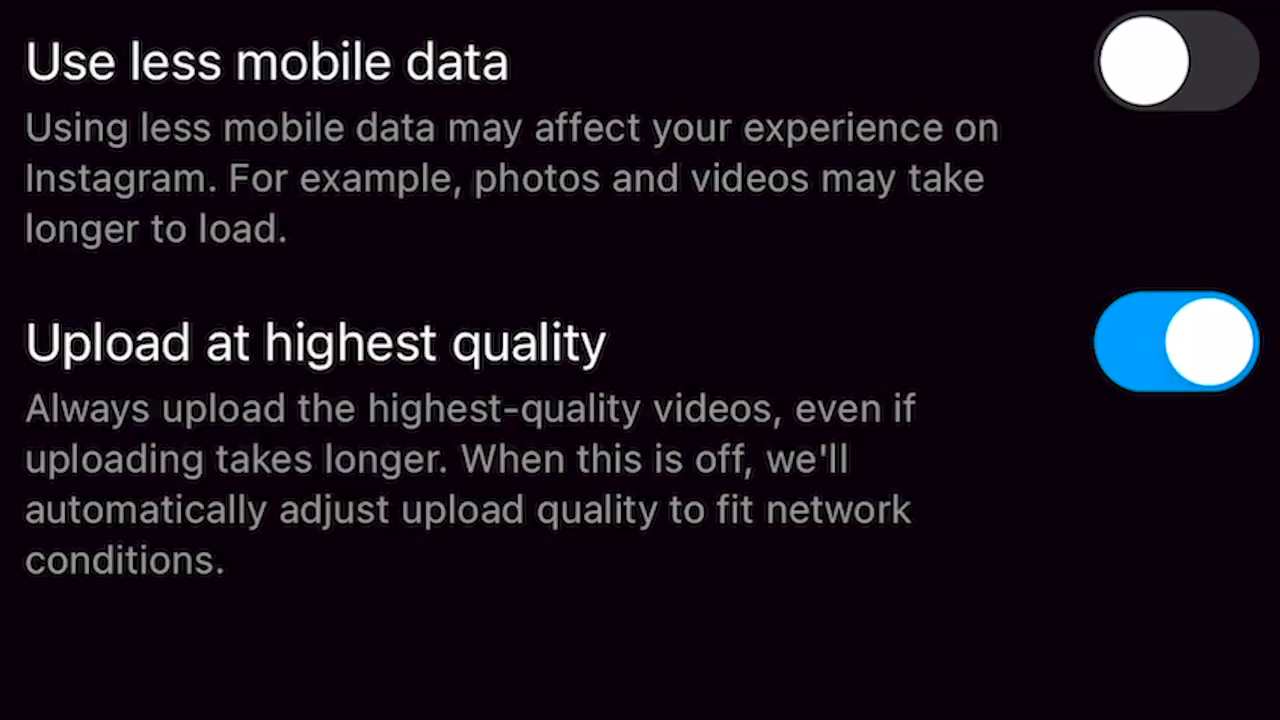 Use less mobile data
Using less mobile data may affect your experience on
Instagram. For example, photos and videos may take
longer to load.
Upload at highest quality
Always upload the highest-quality videos, even if
uploading takes longer. When this is off, we'll
automatically adjust upload quality to fit network
conditions.